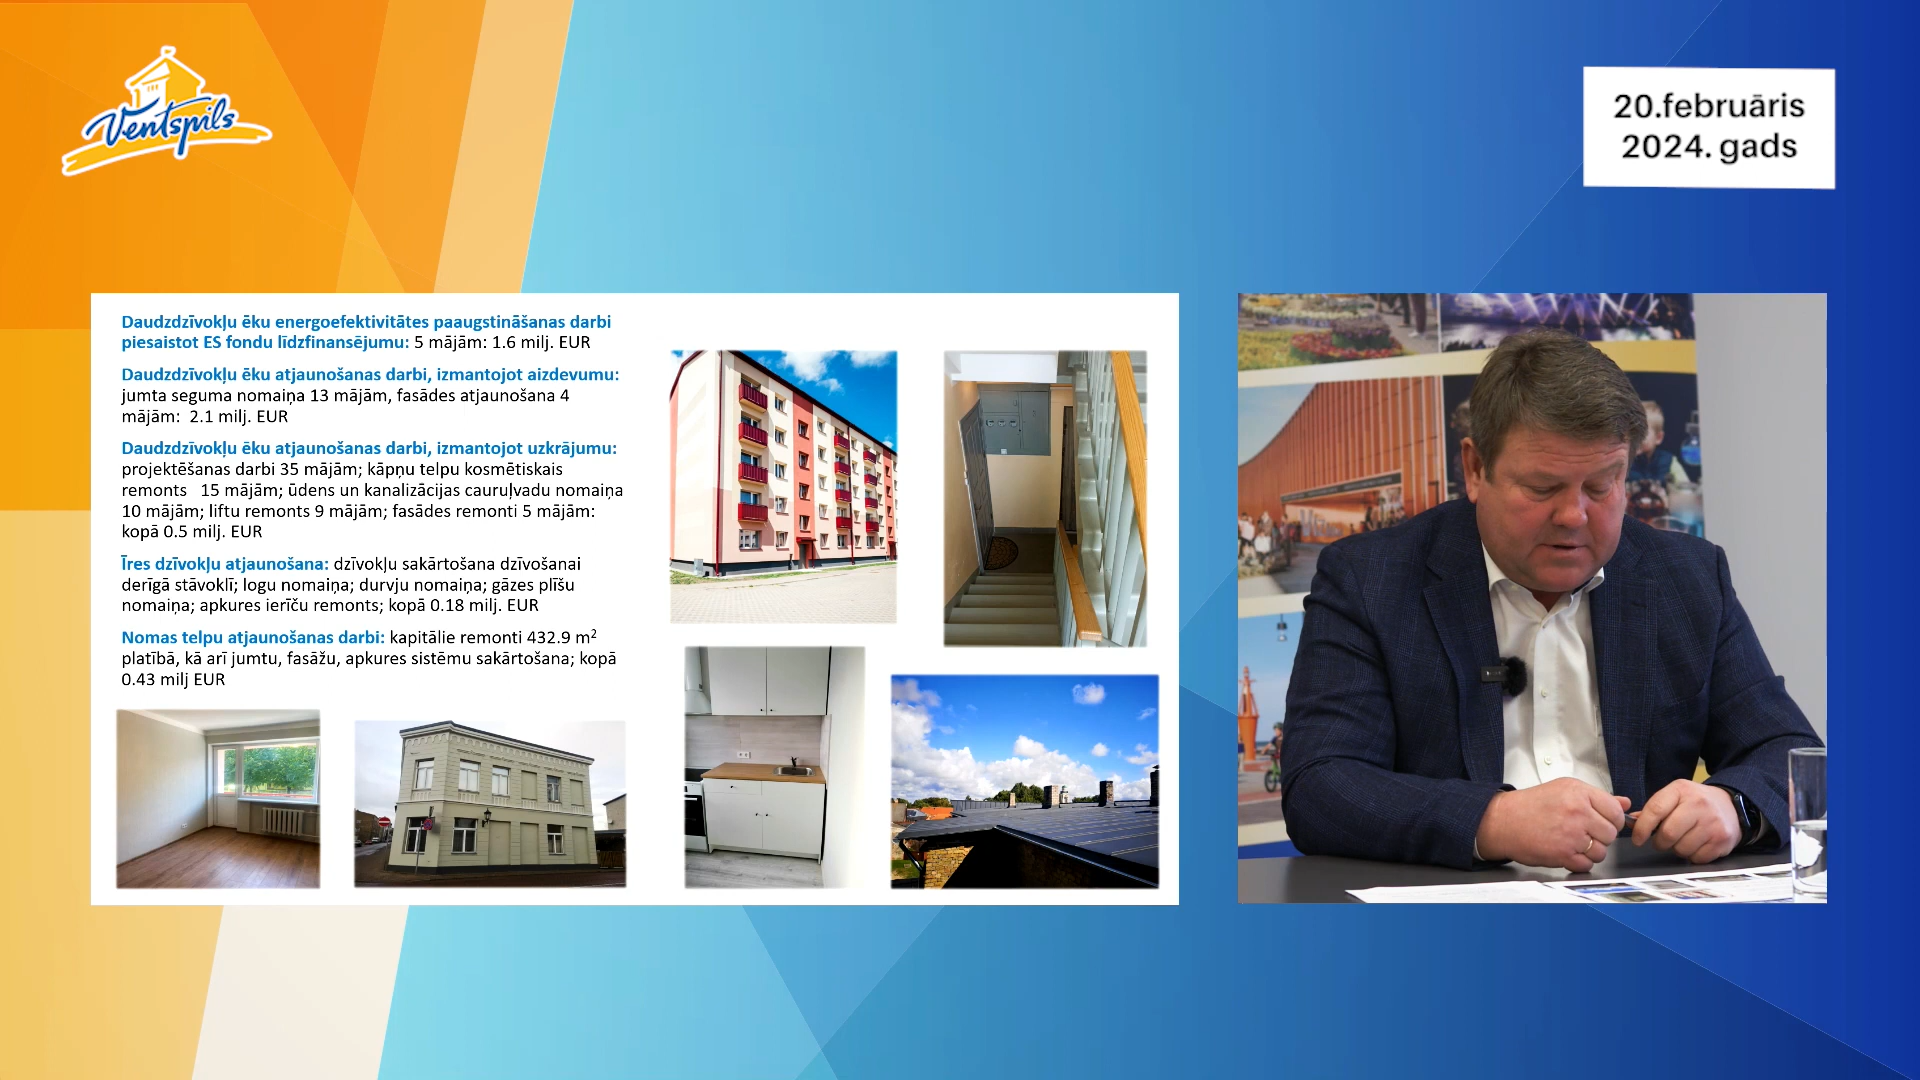 Ventspils
20.februāris
2024. gads
Daudzdzīvokļu ēku energoefektivitātes paaugstināšanas darbi
piesaistot ES fondu līdzfinansējumu: 5 mājām: 1.6 milj. EUR
Daudzdzīvokļu ēku atjaunošanas darbi, izmantojot aizdevumu:
jumta seguma nomaiņa 13 mājām, fasādes atjaunošana 4
mājām: 2.1 milj. EUR
Daudzdzīvokļu ēku atjaunošanas darbi, izmantojot uzkrājumu:
projektēšanas darbi 35 mājām; kāpņu telpu kosmētiskais
remonts 15 mājām; ūdens un kanalizācijas cauruļvadu nomaiņa
10 mājām; liftu remonts 9 mājām; fasādes remonti 5 mājām:
kopā 0.5 milj. EUR
Īres dzīvokļu atjaunošana: dzīvokļu sakārtošana dzīvošanai
derīgā stāvoklī; logu nomaiņa; durvju nomaiņa; gāzes plīšu
nomaiņa; apkures ierīču remonts; kopā 0.18 milj. EUR
Nomas telpu atjaunošanas darbi: kapitālie remonti 432.9 m²
platībā, kā arī jumtu, fasāžu, apkures sistēmu sakārtošana; kopā
0.43 milj EUR